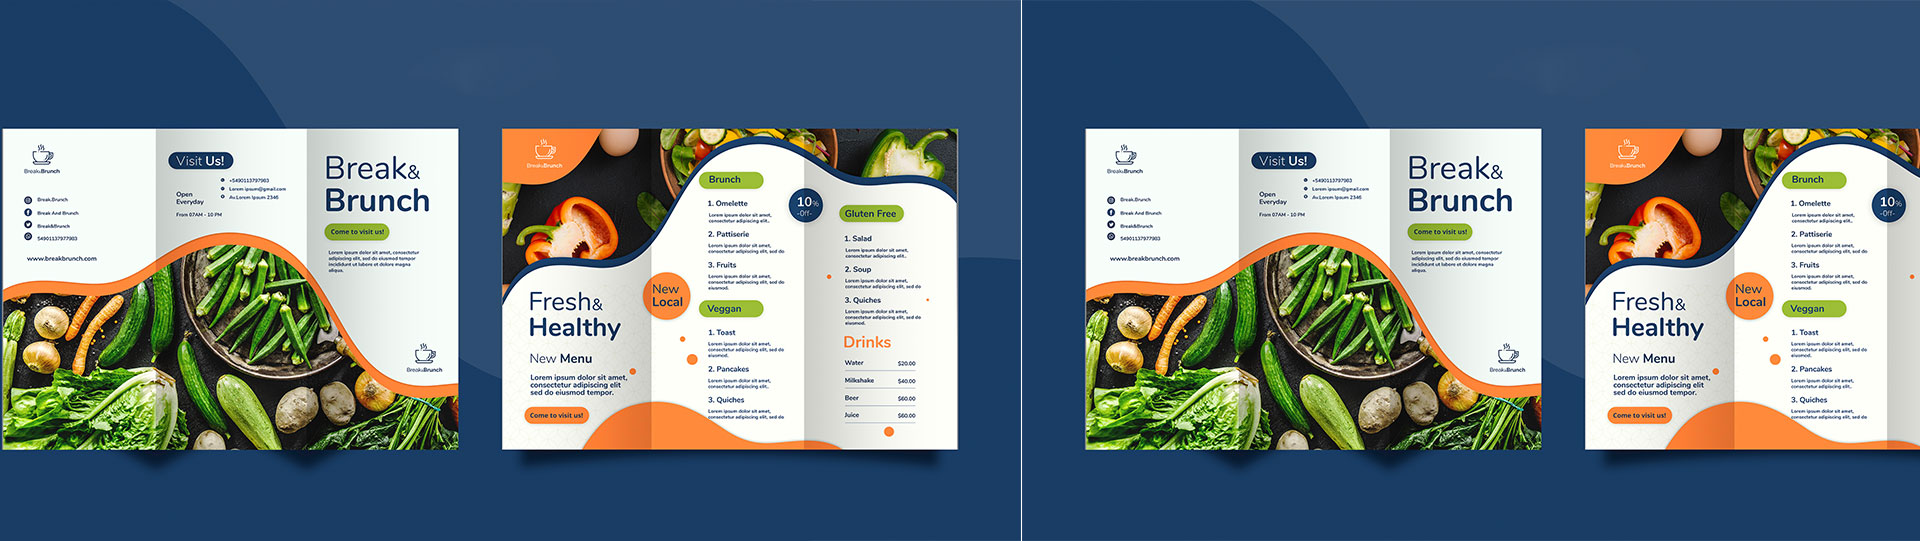 Break&Brunch
Break.Brunch
Break And Brunch
Break&Brunch
54901137977983
www.breakbrunch.com
Visit Us!
Open
Everyday
From 07AM - 10 PM
+5490113797983
Lorem ipsum@gmail.com
Av.Lorem Ipsum 2346
Break&
Brunch
Come to visit us!
Lorem ipsum dolor sit amet, consectetur
adipiscing elit, sed do eiusmod tempor
incididunt ut labore et dolore magna
aliqua.
Break&Brunch
Break&Brunch
Fresh&
Healthy
New Menu
Lorem ipsum dolor sit amet,
consectetur adipiscing elit
sed do eiusmod tempor.
Come to visit us!
New
Local
Brunch
1. Omelette
Lorem ipsum dolor sit amet,
consectetur adipiscing elit..
2. Pattiserie
Lorem ipsum dolor sit amet,
consectetur adipiscing elit.
3. Fruits
Lorem ipsum dolor sit amet,
consectetur adipiscing elit, sed do
eiusmod.
Veggan
1. Toast
Lorem ipsum dolor sit amet,
consectetur adipiscing elit, sed do
eiusmod.
2. Pancakes
Lorem ipsum dolor sit amet,
consectetur adipiscing elit.
3. Quiches
Lorem ipsum dolor sit amet,
consectetur adipiscing elit, sed do
10%
-Off-
Gluten Free
1. Salad
Lorem ipsum dolor sit amet,
consectetur adipiscing elit..
2. Soup
Lorem ipsum dolor sit amet,
consectetur adipiscing elit, sed do
3. Quiches
Lorem ipsum dolor sit amet,
consectetur adipiscing elit, sed do
eiusmod.
Drinks
Water $20.00
Milkshake $40.00
Beer $60.00
Juice $60.00
Break&Brunch
Break.Brunch
Break And Brunch
Break&Brunch
54901137977983
www.breakbrunch.com
Visit Us!
Open
Everyday
From 07AM - 10 PM
+5490113797983
Lorem ipsum@gmail.com
Av.Lorem Ipsum 2346
Break&
Brunch
Come to visit us!
Lorem ipsum dolor sit amet, consectetur
adipiscing elit, sed do eiusmod tempor
incididunt ut labore et dolore magna
aliqua.
Break&Brunch
Break&Brunch
Fresh&
Healthy
New Menu
Lorem ipsum dolor sit amet,
consectetur adipiscing elit
sed do eiusmod tempor.
Come to visit us!
New
Local
Brunch
1. Omelette
Lorem ipsum dolor sit amet,
consectetur adipiscing elit..
2. Pattiserie
Lorem ipsum dolor sit amet,
consectetur adipiscing elit.
3. Fruits
Lorem ipsum dolor sit amet,
consectetur adipiscing elit, sed do
eiusmod.
Veggan
1. Toast
Lorem ipsum dolor sit amet,
consectetur adipiscing elit, sed do
eiusmod.
2. Pancakes
Lorem ipsum dolor sit amet,
consectetur adipiscing elit.
3. Quiches
Lorem ipsum dolor sit amet,
consectetur adipiscing elit, sed do
10%
-Off-